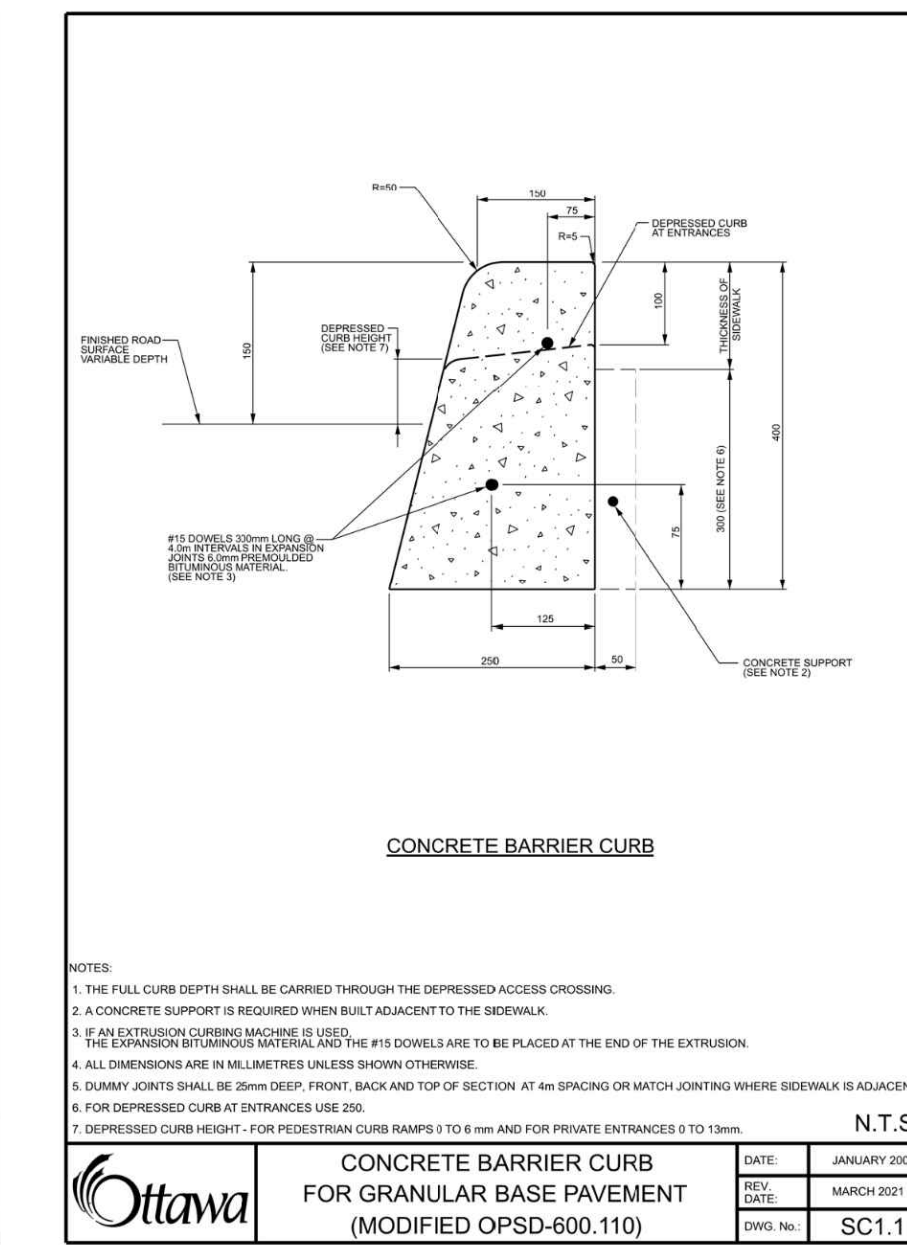 R=50
150
75
R=5
DEPRESSED CURB
AT ENTRANCES
100
THICKNESS OF
SIDEWALK
FINISHED ROAD
SURFACE
VARIABLE DEPTH
150
DEPRESSED
CURB HEIGHT
(SEE NOTE 7)
300 (SEE NOTE 6)
400
75
#15 DOWELS 300mm LONG @
4.0m INTERVALS IN EXPANSION
JOINTS 6.0mm PREMOULDED
BITUMINOUS MATERIAL.
(SEE NOTE 3)
125
250
50
CONCRETE SUPPORT
(SEE NOTE 2)
CONCRETE BARRIER CURB
NOTES:
1. THE FULL CURB DEPTH SHALL BE CARRIED THROUGH THE DEPRESSED ACCESS CROSSING.
2. A CONCRETE SUPPORT IS REQUIRED WHEN BUILT ADJACENT TO THE SIDEWALK.
3. IF AN EXTRUSION CURBING MACHINE IS USED,
THE EXPANSION BITUMINOUS MATERIAL AND THE #15 DOWELS ARE TO BE PLACED AT THE END OF THE EXTRUSION.
4. ALL DIMENSIONS ARE IN MILLIMETRES UNLESS SHOWN OTHERWISE.
5. DUMMY JOINTS SHALL BE 25mm DEEP, FRONT, BACK AND TOP OF SECTION AT 4m SPACING OR MATCH JOINTING WHERE SIDEWALK IS ADJACEN
6. FOR DEPRESSED CURB AT ENTRANCES USE 250.
7. DEPRESSED CURB HEIGHT - FOR PEDESTRIAN CURB RAMPS 0 TO 6 mm AND FOR PRIVATE ENTRANCES 0 TO 13mm.
N.T.S
Ottawa
CONCRETE BARRIER CURB
FOR GRANULAR BASE PAVEMENT
(MODIFIED OPSD-600.110)
DATE: JANUARY 200
REV.
DATE: MARCH 2021
DWG. No.: SC1.1